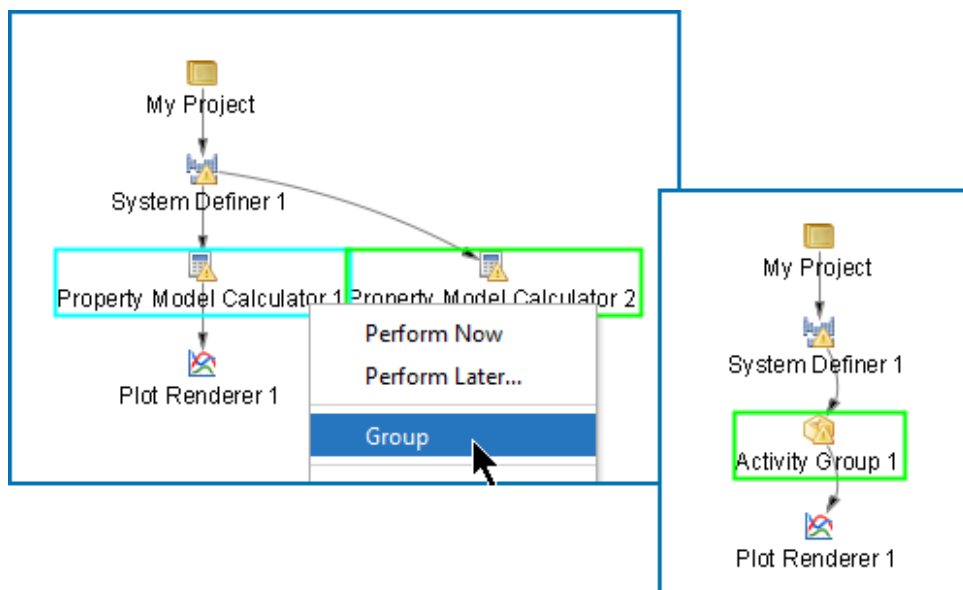 My Project
System Definer 1
Property Model Calculator 1
Property Model Calculator 2
Plot Renderer 1
Perform Now
Perform Later...
Group
My Project
System Definer 1
Activity Group 1
Plot Renderer 1